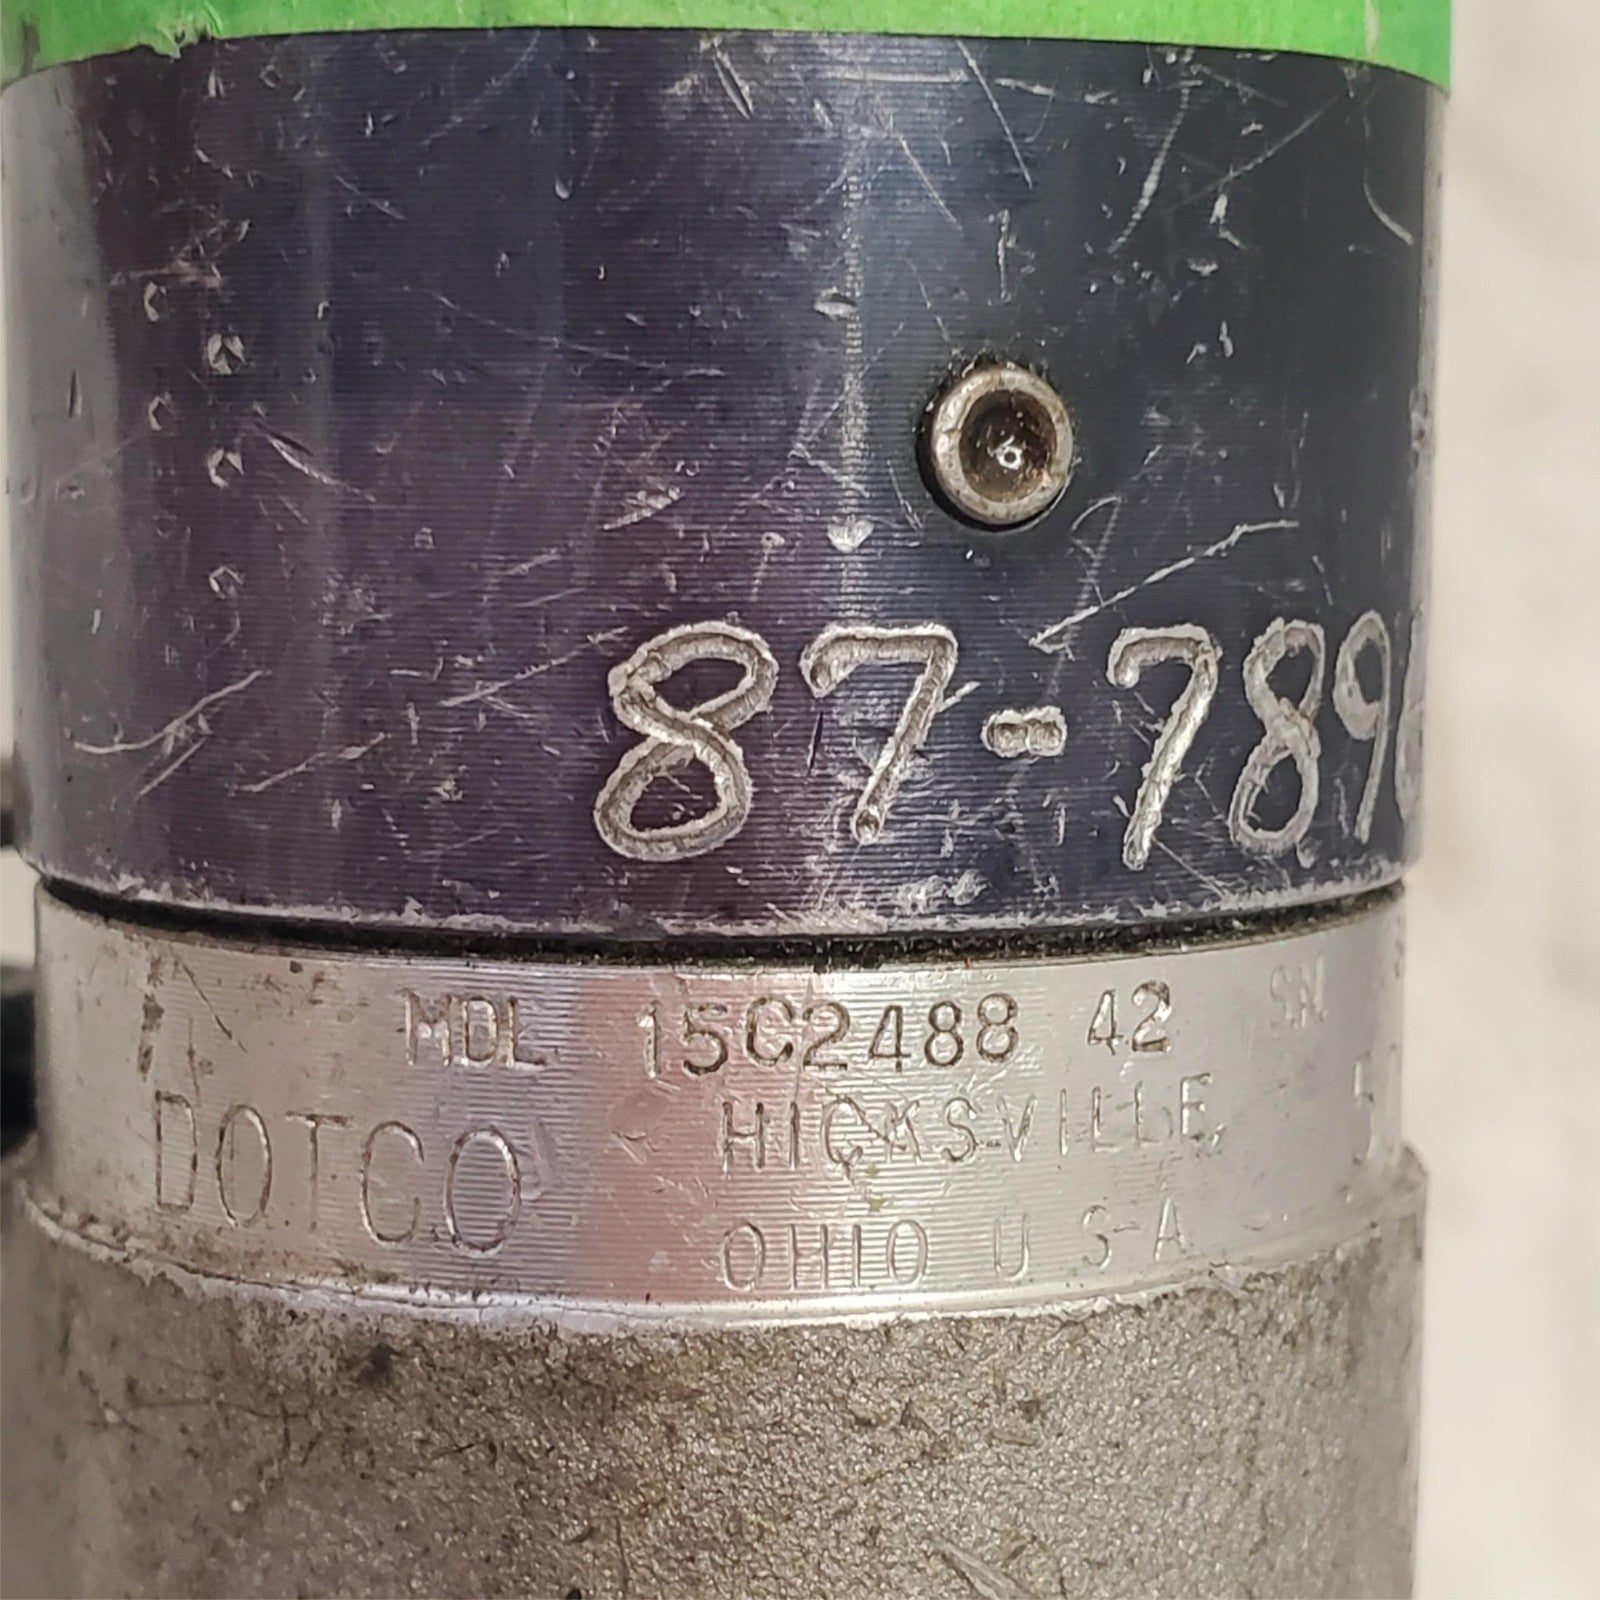 87-789
MDL 15C2488 42 S.N.
DOTCO HICKSVILLE,
OHIO U S A